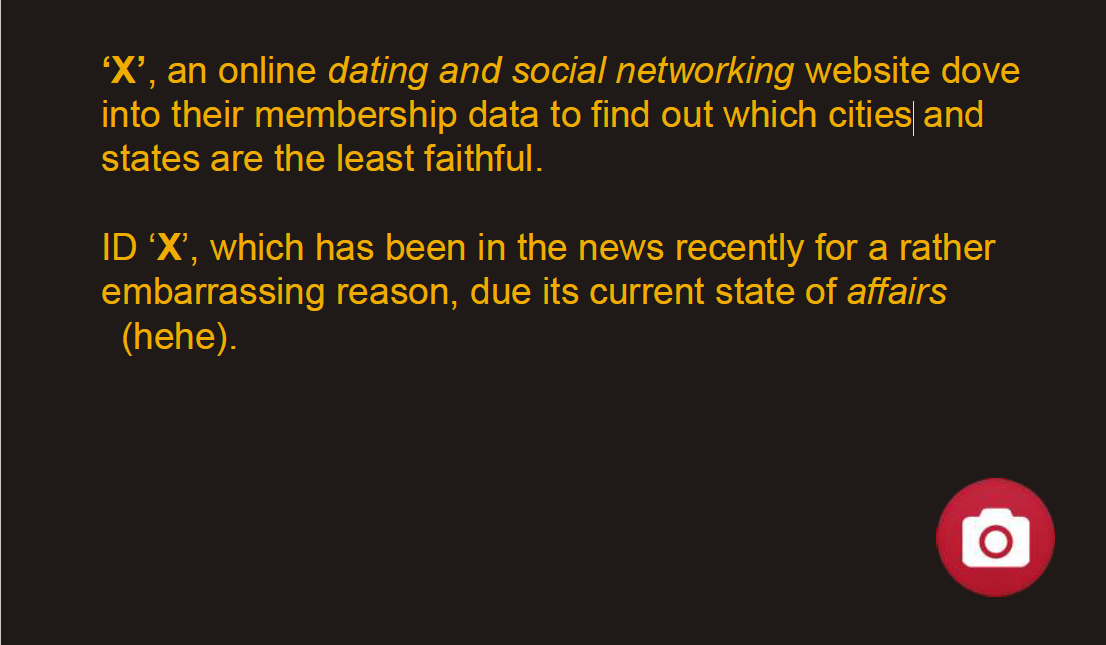 ‘X’, an online dating and social networking website dove
into their membership data to find out which cities and
states are the least faithful.
ID ‘X’, which has been in the news recently for a rather
embarrassing reason, due its current state of affairs
(hehe).